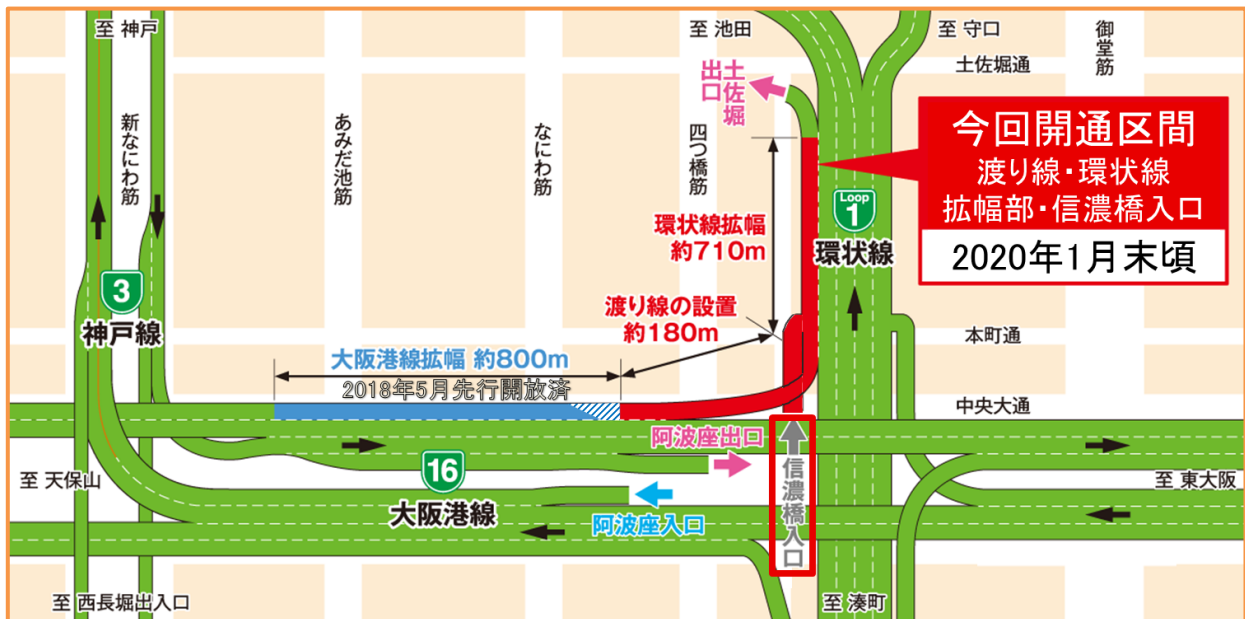 至 神戸
至 池田
至 守口
御堂筋
土佐堀通
土佐堀
出口
新なにわ筋
あみだ池筋
なにわ筋
四つ橋筋
今回開通区間
渡り線・環状線
拡幅部・信濃橋入口
2020年1月末頃
環状線拡幅
約710m
Loop
1
環状線
3
神戸線
渡り線の設置
約180m
本町通
大阪港線拡幅 約800m
2018年5月先行開放済
中央大通
阿波座出口
16
信濃橋入口
至 天保山
至 東大阪
大阪港線
阿波座入口
至 西長堀出入口
至 湊町